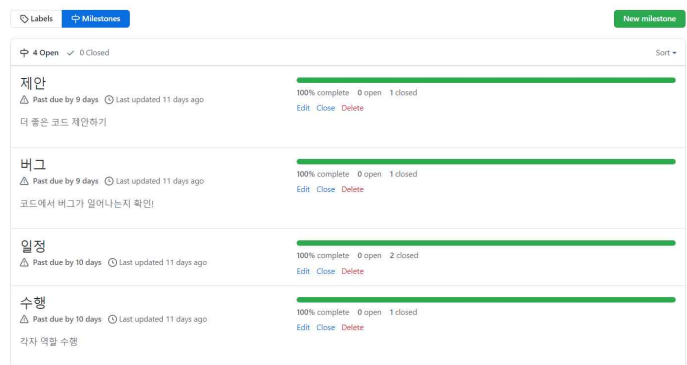 Labels Milestones New milestone
4 Open 0 Closed Sort
제안
Past due by 9 days Last updated 11 days ago
더 좋은 코드 제안하기
100% complete 0 open 1 closed
Edit Close Delete
버그
Past due by 9 days Last updated 11 days ago
코드에서 버그가 일어나는지 확인!
100% complete 0 open 1 closed
Edit Close Delete
일정
Past due by 10 days Last updated 11 days ago
100% complete 0 open 2 closed
Edit Close Delete
수행
Past due by 10 days Last updated 11 days ago
각자 역할 수행
100% complete 0 open 1 closed
Edit Close Delete